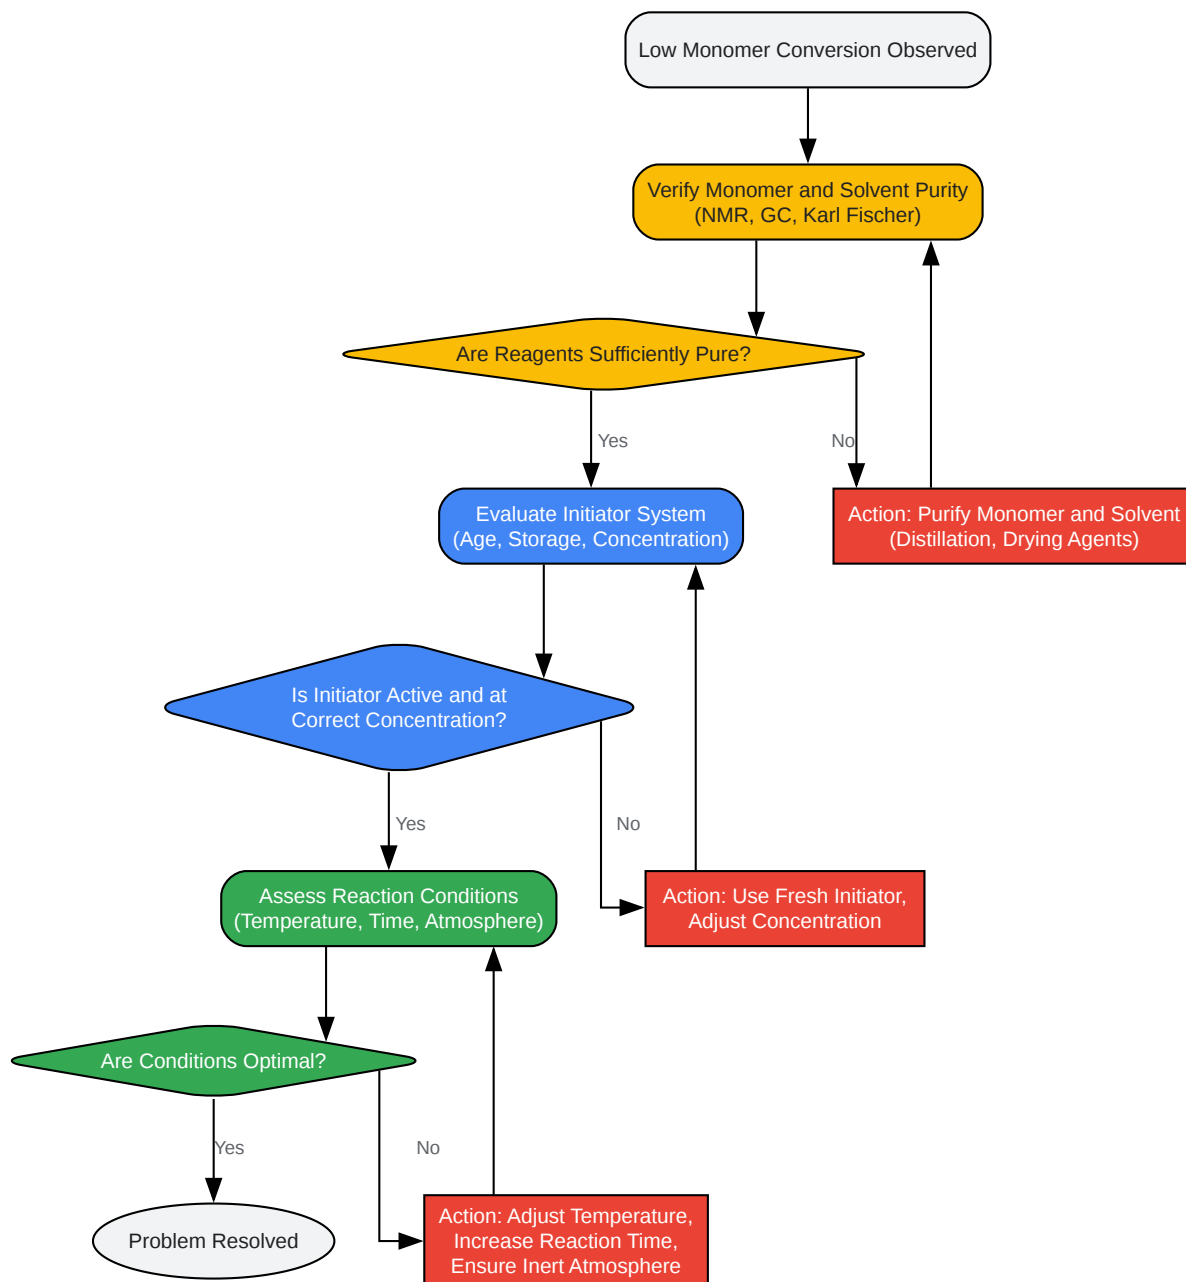 Low Monomer Conversion Observed
Verify Monomer and Solvent Purity
(NMR, GC, Karl Fischer)
Are Reagents Sufficiently Pure?
Yes
No
Evaluate Initiator System
(Age, Storage, Concentration)
Action: Purify Monomer and Solvent
(Distillation, Drying Agents)
Is Initiator Active and at
Correct Concentration?
Yes
No
Assess Reaction Conditions
(Temperature, Time, Atmosphere)
Action: Use Fresh Initiator,
Adjust Concentration
Are Conditions Optimal?
Yes
No
Problem Resolved
Action: Adjust Temperature,
Increase Reaction Time,
Ensure Inert Atmosphere